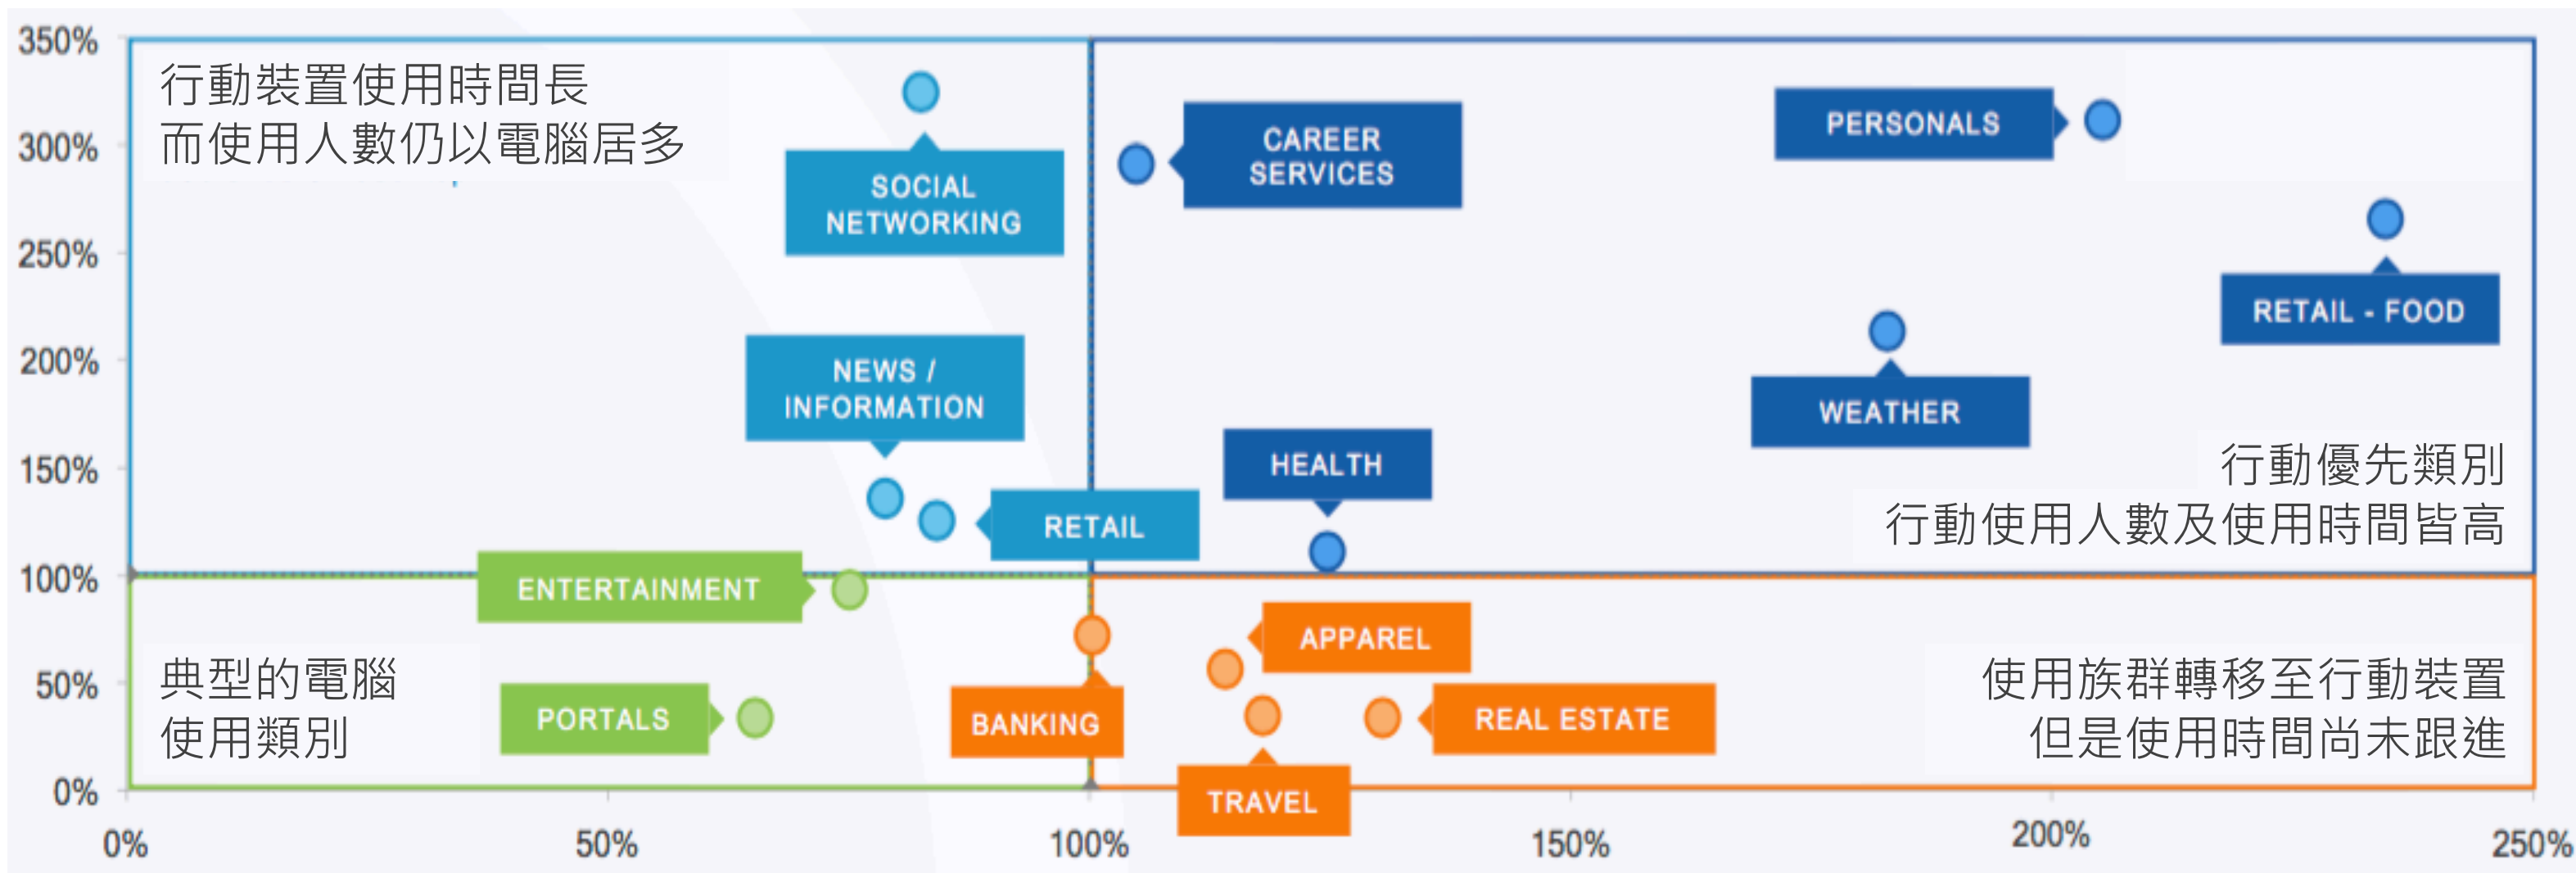 350%
300%
250%
200%
150%
100%
50%
0%
行動裝置使用時間長
而使用人數仍以電腦居多
SOCIAL
NETWORKING
NEWS /
INFORMATION
RETAIL
CAREER
SERVICES
PERSONALS
RETAIL - FOOD
WEATHER
HEALTH
行動優先類別
行動使用人數及使用時間皆高
ENTERTAINMENT
PORTALS
典型的電腦
使用類別
BANKING
APPAREL
TRAVEL
REAL ESTATE
使用族群轉移至行動裝置
但是使用時間尚未跟進
0%
50%
100%
150%
200%
250%